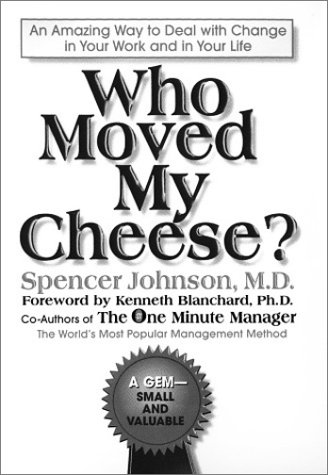 An Amazing Way to Deal with Change
in Your Work and in Your Life
Who
Moved
My
Cheese?
Spencer Johnson, M.D.
Foreword by Kenneth Blanchard, Ph.D.
Co-Authors of The One Minute Manager
The World's Most Popular Management Method
A GEM—
SMALL
AND
VALUABLE